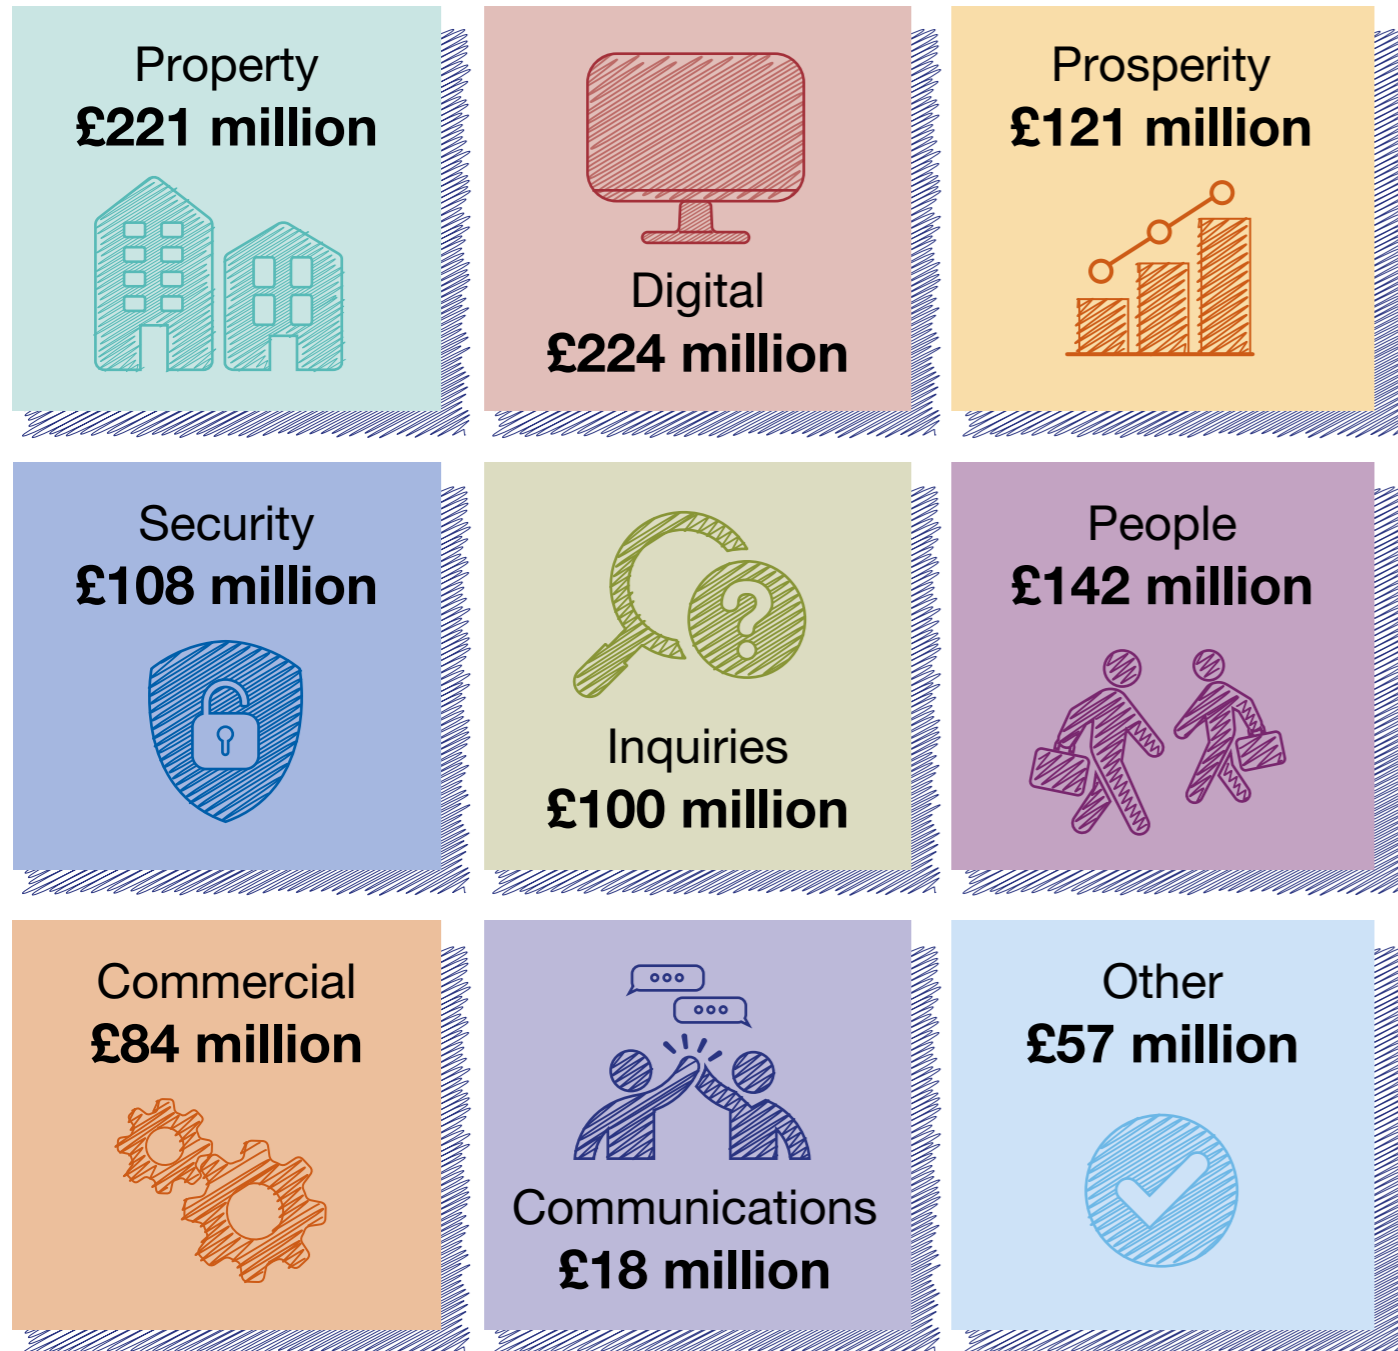 Property
£221 million
Digital
£224 million
Prosperity
£121 million
Security
£108 million
?
Inquiries
£100 million
People
£142 million
Commercial
£84 million
Communications
£18 million
Other
£57 million